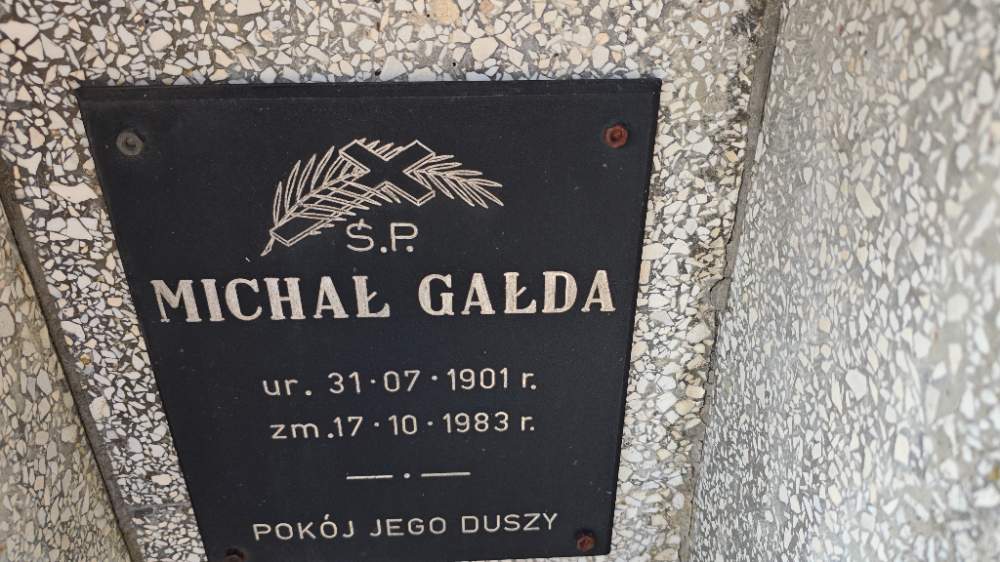 Ś.P.
MICHAŁ GAŁDA
ur. 31·07·1901 r.
zm.17·10·1983 r.
POKÓJ JEGO DUSZY